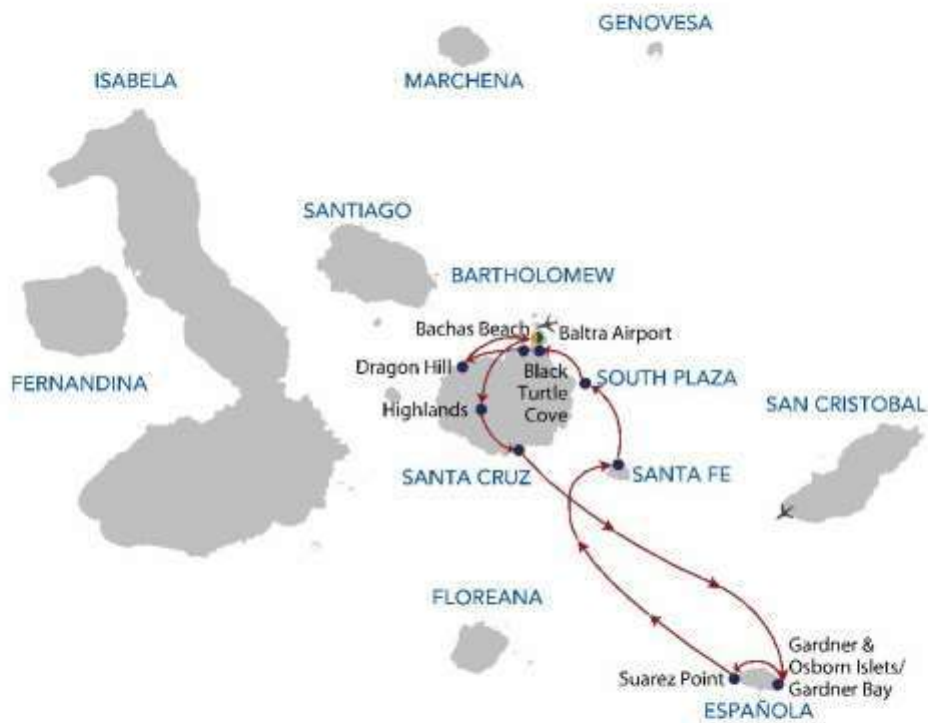 GENOVESA
ISABELA
MARCHENA
SANTIAGO
BARTHOLOMEW
Bachas Beach
Baltra Airport
Dragon Hill
Black
Turtle
Cove
SOUTH PLAZA
FERNANDINA
Highlands
SAN CRISTOBAL
SANTA CRUZ
SANTA FE
FLOREANA
Gardner &
Osborn Islets/
Gardner Bay
Suarez Point
ESPAÑOLA